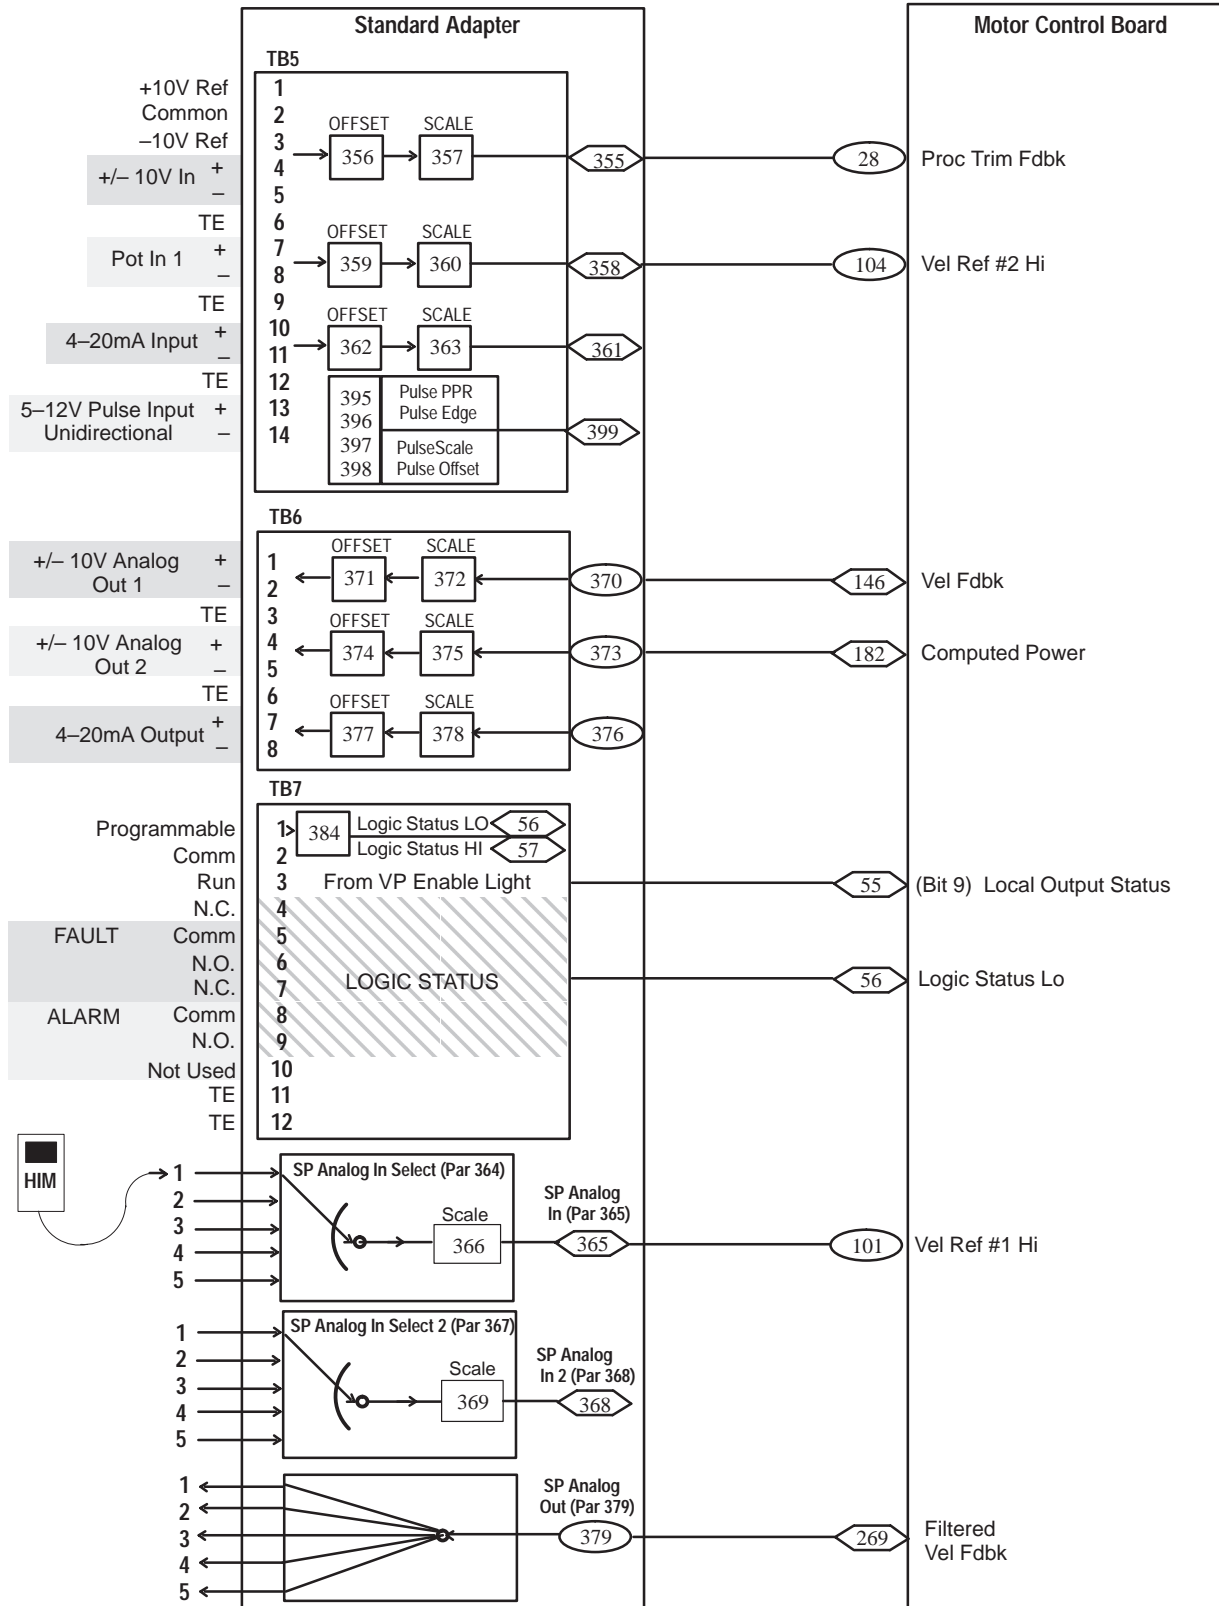 Standard Adapter
Motor Control Board
TB5
+10V Ref 1
Common 2
–10V Ref 3
OFFSET SCALE
356 357 355 28 Proc Trim Fdbk
+/– 10V In + 4
– 5
TE 6
OFFSET SCALE
Pot In 1 + 7
359 360 358 104 Vel Ref #2 Hi
– 8
TE 9
OFFSET SCALE
4–20mA Input + 10
362 363 361
– 11
TE 12
5–12V Pulse Input + 13
Unidirectional – 14
395 Pulse PPR
396 Pulse Edge
399
397 PulseScale
398 Pulse Offset
TB6
OFFSET SCALE
+/– 10V Analog + 1
Out 1 – 2
371 372 370 146 Vel Fdbk
TE 3
OFFSET SCALE
+/– 10V Analog + 4
Out 2 – 5
374 375 373 182 Computed Power
TE 6
OFFSET SCALE
4–20mA Output + 7
– 8
377 378 376
TB7
Programmable 1 384 Logic Status LO 56
Comm 2 Logic Status HI 57
Run 3 From VP Enable Light 55 (Bit 9) Local Output Status
N.C. 4
FAULT Comm 5
N.O. 6
N.C. 7 LOGIC STATUS 56 Logic Status Lo
ALARM Comm 8
N.O. 9
Not Used 10
TE 11
TE 12
HIM
SP Analog In Select (Par 364)
1
2
3
4
5
Scale
366
SP Analog
In (Par 365)
365 101 Vel Ref #1 Hi
SP Analog In Select 2 (Par 367)
1
2
3
4
5
Scale
369
SP Analog
In 2 (Par 368)
368
1
2
3
4
5
SP Analog
Out (Par 379)
379 269 Filtered
Vel Fdbk